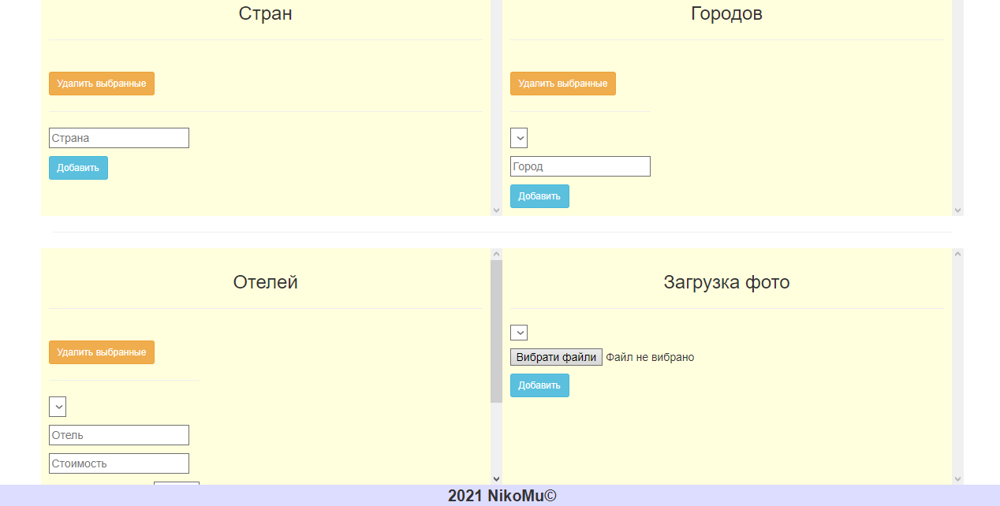 Стран
Удалить выбранные
Страна
Добавить
Городов
Удалить выбранные
Город
Добавить
Отелей
Удалить выбранные
Отель
Стоимость
Загрузка фото
Вибрати файли Файл не вибрано
Добавить
2021 NikoMu©